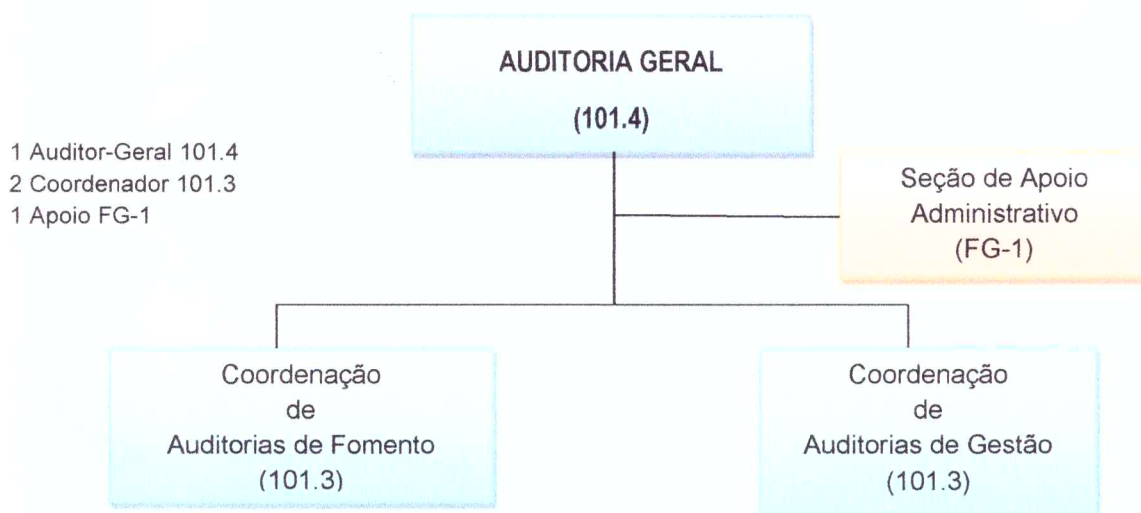 AUDITORIA GERAL
(101.4)
1 Auditor-Geral 101.4
2 Coordenador 101.3
1 Apoio FG-1
Seção de Apoio
Administrativo
(FG-1)
Coordenação
de
Auditorias de Fomento
(101.3)
Coordenação
de
Auditorias de Gestão
(101.3)